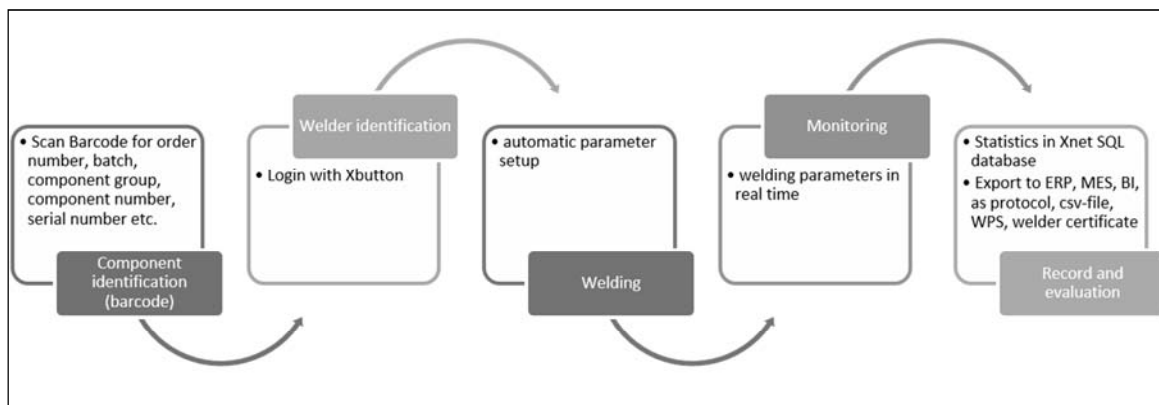 • Scan Barcode for order
number, batch,
component group,
component number,
serial number etc.
Component
identification
(barcode)
Welder identification
• Login with Xbutton
• automatic parameter
setup
Welding
Monitoring
• welding parameters in
real time
• Statistics in Xnet SQL
database
• Export to ERP, MES, BI,
as protocol, csv-file,
WPS, welder certificate
Record and
evaluation